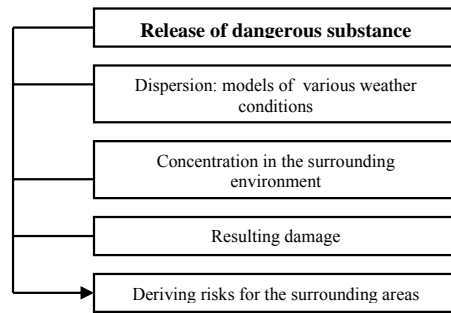 Release of dangerous substance
Dispersion: models of various weather
conditions
Concentration in the surrounding
environment
Resulting damage
Deriving risks for the surrounding areas